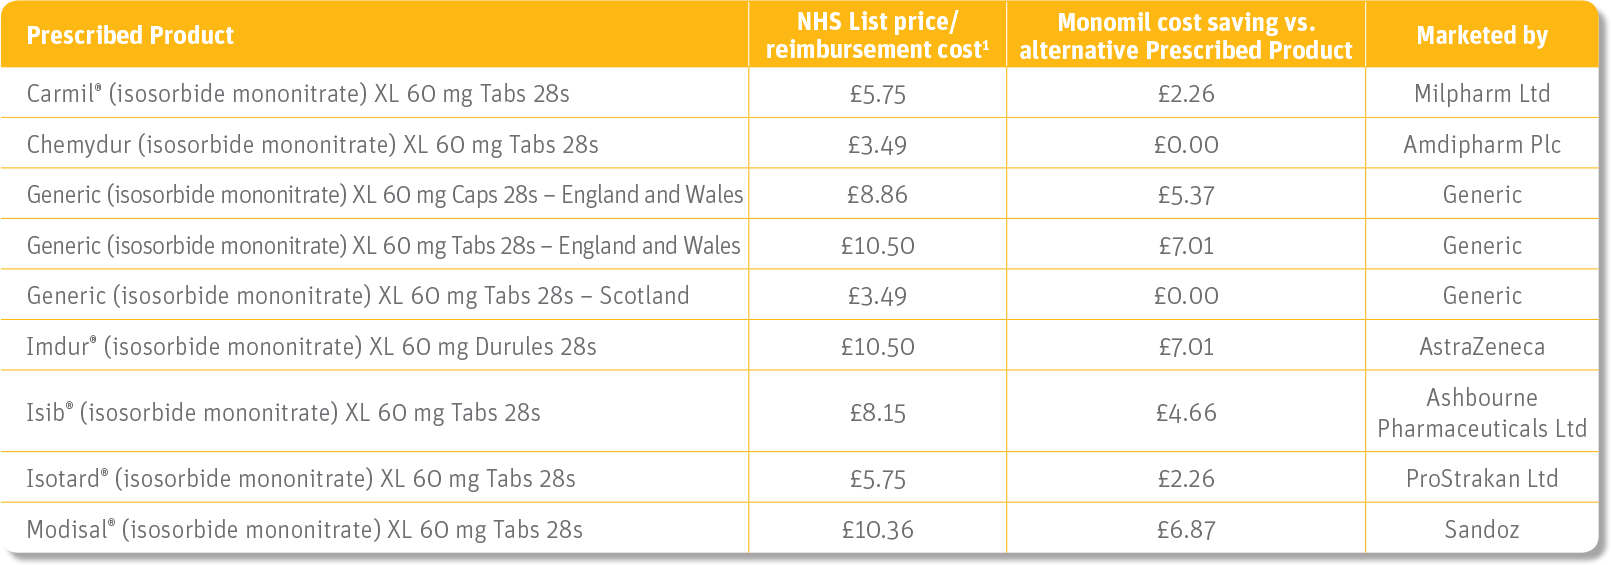 Prescribed Product
NHS List price/
reimbursement cost¹
Monomil cost saving vs.
alternative Prescribed Product
Marketed by
Carmil® (isosorbide mononitrate) XL 60 mg Tabs 28s
£5.75
£2.26
Milpharm Ltd
Chemydur (isosorbide mononitrate) XL 60 mg Tabs 28s
£3.49
£0.00
Amdipharm Plc
Generic (isosorbide mononitrate) XL 60 mg Caps 28s – England and Wales
£8.86
£5.37
Generic
Generic (isosorbide mononitrate) XL 60 mg Tabs 28s – England and Wales
£10.50
£7.01
Generic
Generic (isosorbide mononitrate) XL 60 mg Tabs 28s – Scotland
£3.49
£0.00
Generic
Imdur® (isosorbide mononitrate) XL 60 mg Durules 28s
£10.50
£7.01
AstraZeneca
Isib® (isosorbide mononitrate) XL 60 mg Tabs 28s
£8.15
£4.66
Ashbourne
Pharmaceuticals Ltd
Isotard® (isosorbide mononitrate) XL 60 mg Tabs 28s
£5.75
£2.26
ProStrakan Ltd
Modisal® (isosorbide mononitrate) XL 60 mg Tabs 28s
£10.36
£6.87
Sandoz